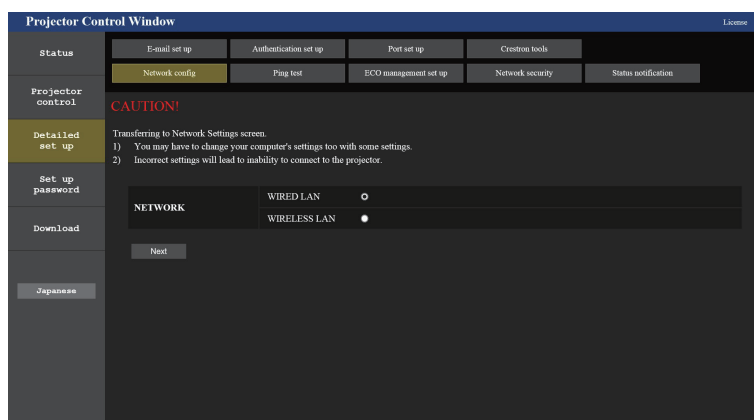 Projector Control Window
License
Status
E-mail set up
Authentication set up
Port set up
Crestron tools
Network config
Ping test
ECO management set up
Network security
Status notification
Projector
control
CAUTION!
Detailed
set up
Transferring to Network Settings screen.
1) You may have to change your computer's settings too with some settings.
2) Incorrect settings will lead to inability to connect to the projector.
Set up
password
NETWORK
WIRED LAN
WIRELESS LAN
Download
Next
Japanese